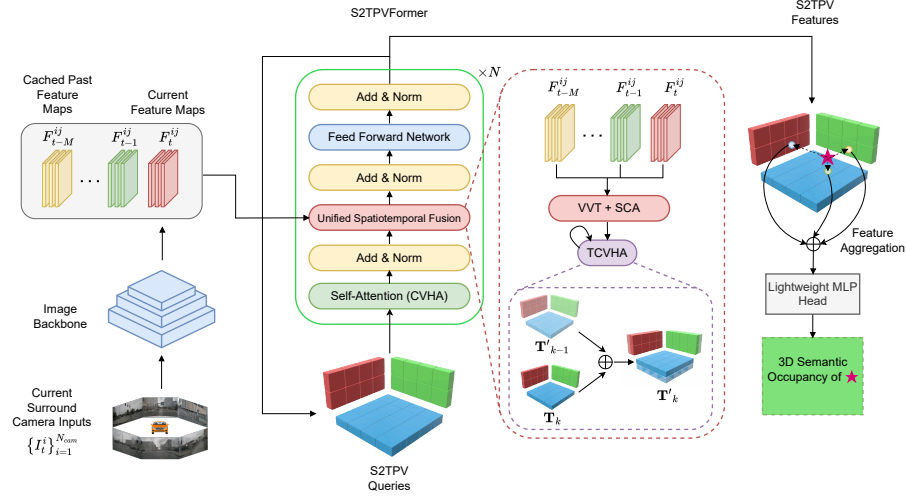 S2TPVFormer
S2TPV
Features
Cached Past
Feature
Maps
Current
Feature Maps
F^{ij}_{t-M}
F^{ij}_{t-1}
F^{ij}_{t}
. . .
Image
Backbone
Current
Surround
Camera Inputs
{I^i_t}^{N_{cam}}_{i=1}
×N
Add & Norm
Feed Forward Network
Add & Norm
Unified Spatiotemporal Fusion
Add & Norm
Self-Attention (CVHA)
S2TPV
Queries
F^{ij}_{t-M}
F^{ij}_{t-1}
F^{ij}_{t}
. . .
VVT + SCA
TCVHA
T'_{k-1}
T_k
T'_k
Feature
Aggregation
Lightweight MLP
Head
3D Semantic
Occupancy of